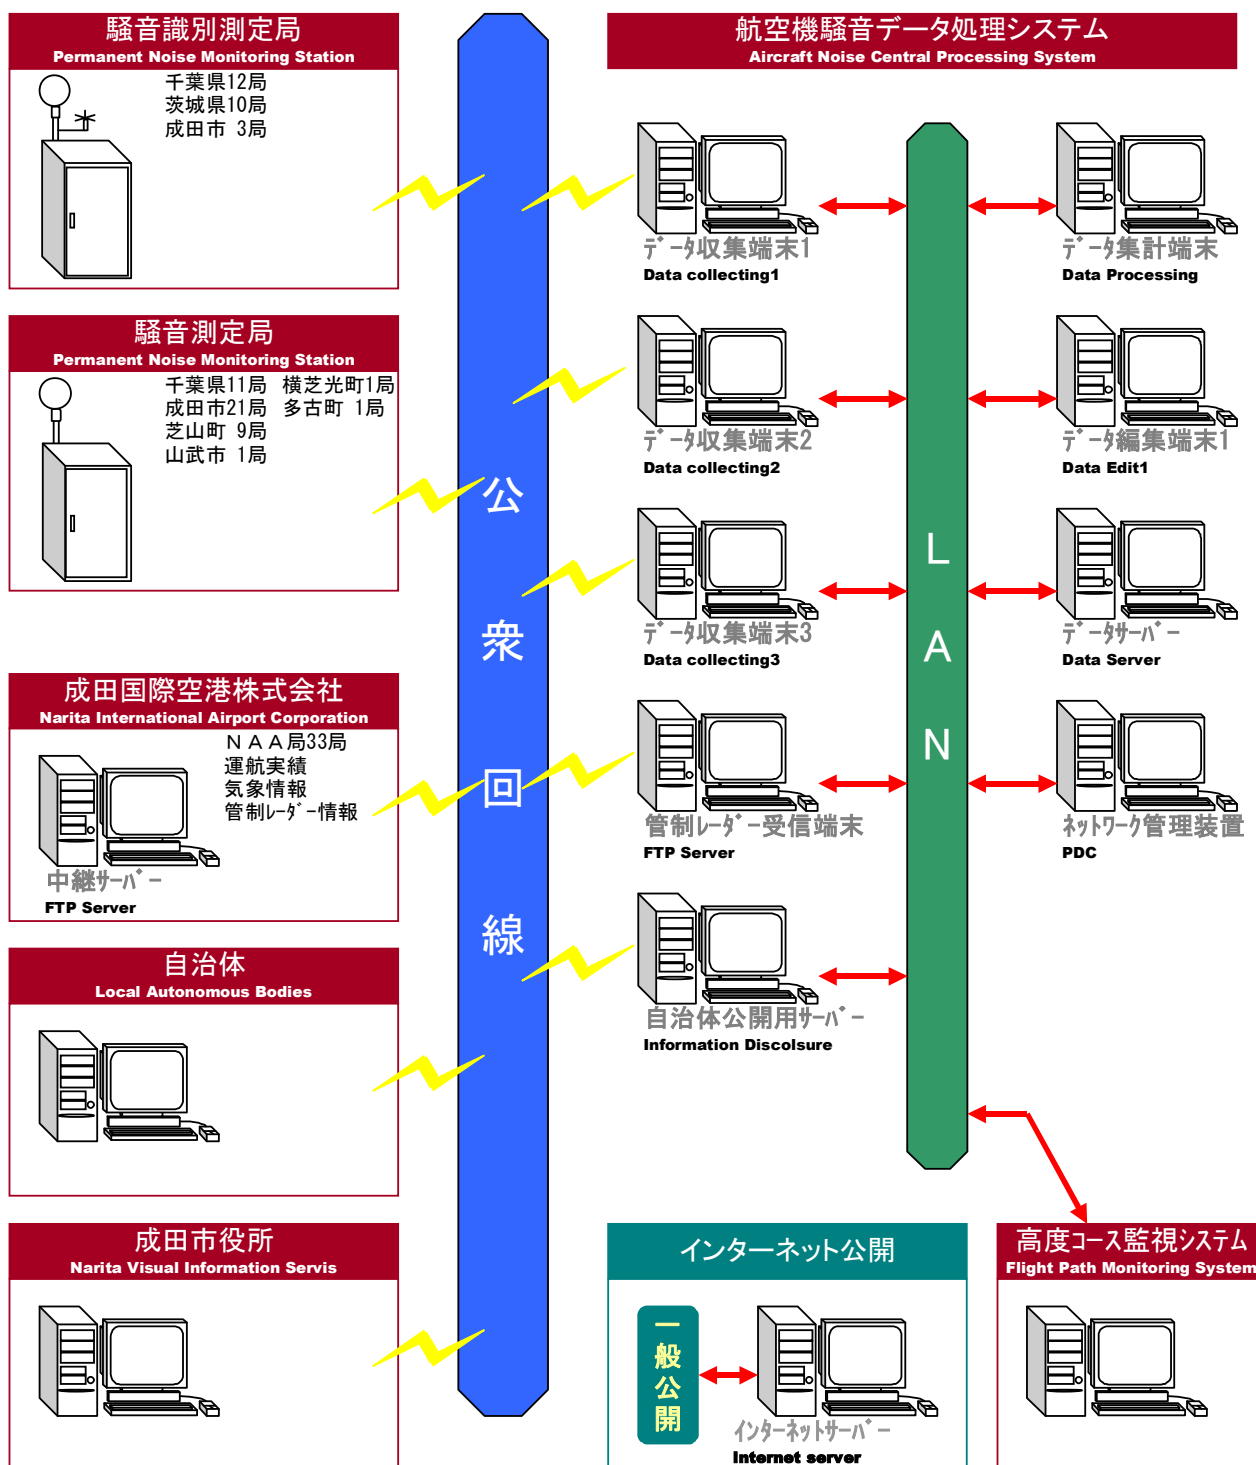 騒音識別測定局
Permanent Noise Monitoring Station
千葉県12局
茨城県10局
成田市 3局
騒音測定局
Permanent Noise Monitoring Station
千葉県11局 横芝光町1局
成田市21局 多古町 1局
芝山町 9局
山武市 1局
成田国際空港株式会社
Narita International Airport Corporation
ＮＡＡ局33局
運航実績
気象情報
管制ﾚｰﾀﾞｰ情報
中継ｻｰﾊﾞｰ
FTP Server
自治体
Local Autonomous Bodies
成田市役所
Narita Visual Information Servis
公
衆
回
線
航空機騒音データ処理システム
Aircraft Noise Central Processing System
ﾃﾞｰﾀ収集端末1
Data collecting1
ﾃﾞｰﾀ集計端末
Data Processing
ﾃﾞｰﾀ収集端末2
Data collecting2
ﾃﾞｰﾀ編集端末1
Data Edit1
ﾃﾞｰﾀ収集端末3
Data collecting3
ﾃﾞｰﾀｻｰﾊﾞｰ
Data Server
管制ﾚｰﾀﾞｰ受信端末
FTP Server
ﾈｯﾄﾜｰｸ管理装置
PDC
自治体公開用ｻｰﾊﾞｰ
Information Discolsure
L
A
N
インターネット公開
一
般
公
開
ｲﾝﾀｰﾈｯﾄｻｰﾊﾞｰ
Internet server
高度ｺｰｽ監視ｼｽﾃﾑ
Flight Path Monitoring System